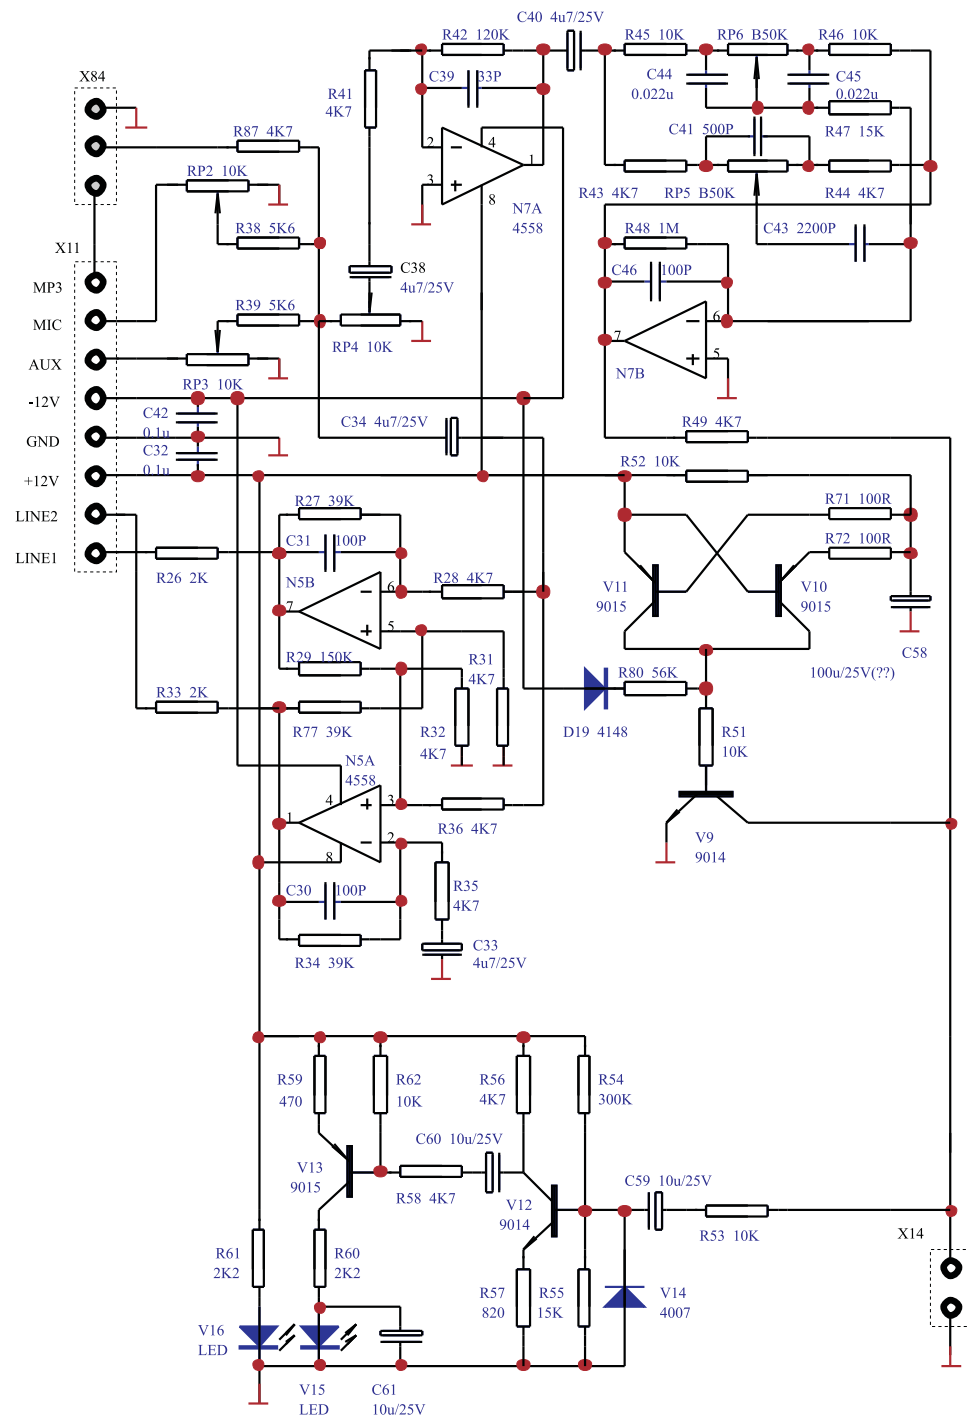 C40 4u7/25V
R42 120K
R45 10K
RP6 B50K
R46 10K
X84
C39
33P
C44
0.022u
C45
0.022u
R41
4K7
R87 4K7
C41 500P
R47 15K
2
4
1
RP2 10K
3
8
R43 4K7
RP5 B50K
R44 4K7
N7A
4558
R38 5K6
X11
R48 1M
C43 2200P
C38
4u7/25V
C46
100P
MP3
R39 5K6
MIC
6
7
RP4 10K
5
AUX
N7B
RP3 10K
-12V
C42
0.1u
C34 4u7/25V
R49 4K7
GND
C32
0.1u
R52 10K
+12V
R27 39K
R71 100R
LINE2
C31
100P
R72 100R
LINE1
R26 2K
N5B
R28 4K7
6
7
5
V11
9015
V10
9015
C58
100u/25V(??)
R29 150K
R31
4K7
R80 56K
R33 2K
R77 39K
R32
4K7
D19 4148
R51
10K
N5A
4558
4
3
1
R36 4K7
2
8
V9
9014
C30
100P
R35
4K7
R34 39K
C33
4u7/25V
R59
470
R62
10K
R56
4K7
R54
300K
C60 10u/25V
V13
9015
R58 4K7
V12
9014
C59 10u/25V
R53 10K
X14
R61
2K2
R60
2K2
R57
820
R55
15K
V14
4007
V16
LED
V15
LED
C61
10u/25V